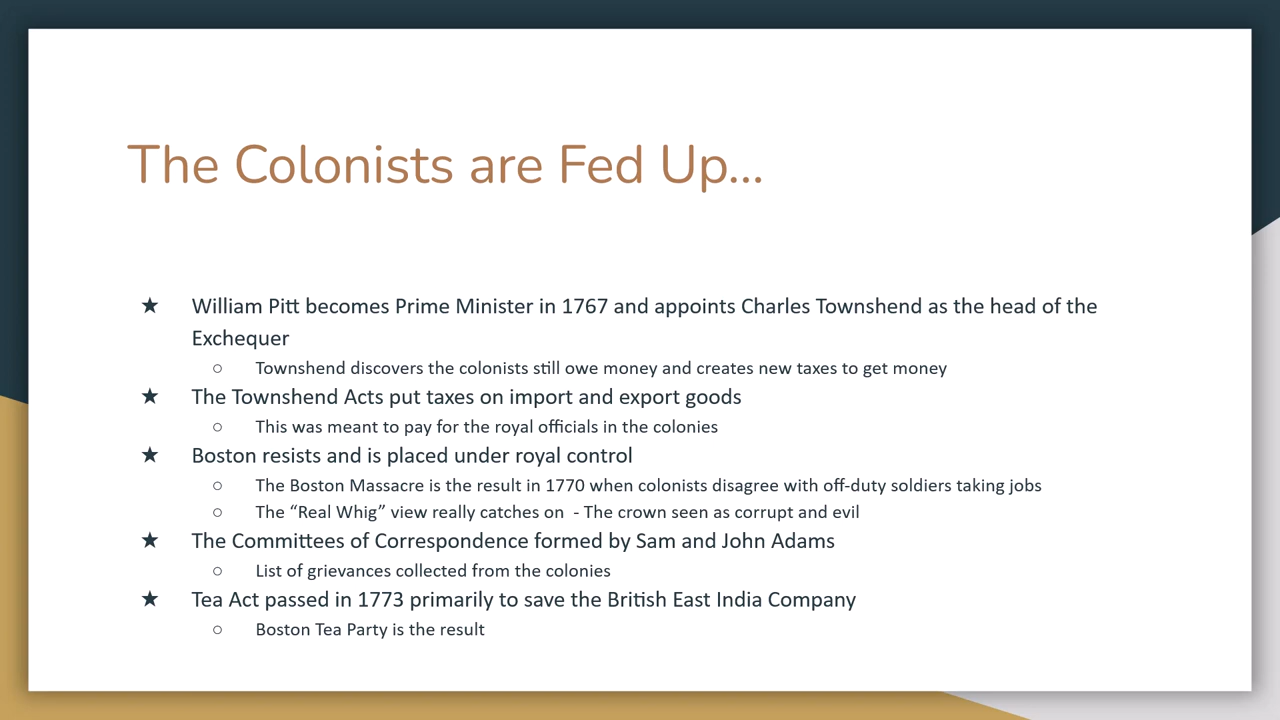 The Colonists are Fed Up...
★ William Pitt becomes Prime Minister in 1767 and appoints Charles Townshend as the head of the
Exchequer
○ Townshend discovers the colonists still owe money and creates new taxes to get money
★ The Townshend Acts put taxes on import and export goods
○ This was meant to pay for the royal officials in the colonies
★ Boston resists and is placed under royal control
○ The Boston Massacre is the result in 1770 when colonists disagree with off-duty soldiers taking jobs
○ The “Real Whig” view really catches on  - The crown seen as corrupt and evil
★ The Committees of Correspondence formed by Sam and John Adams
○ List of grievances collected from the colonies
★ Tea Act passed in 1773 primarily to save the British East India Company
○ Boston Tea Party is the result